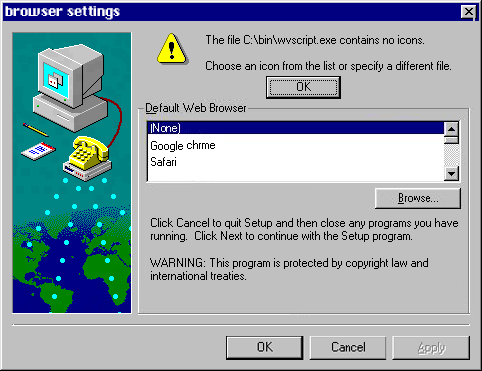 browser settings
The file C:\bin\wvscript.exe contains no icons.
Choose an icon from the list or specify a different file.
OK
Default Web Browser
(None)
Google chrme
Safari
Browse...
Click Cancel to quit Setup and then close any programs you have
running. Click Next to continue with the Setup program.
WARNING: This program is protected by copyright law and
international treaties.
OK
Cancel
Apply